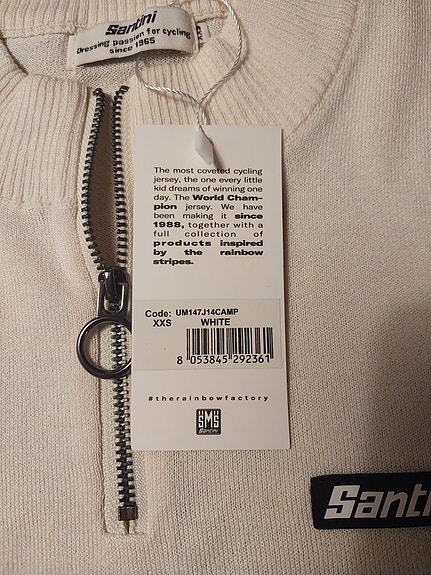 Santini
Dressing passion for cycling
since 1965
The most coveted cycling
jersey, the one every little
kid dreams of winning one
day. The World Cham-
pion jersey. We have
been making it since
1988, together with a
full collection of
products inspired
by the rainbow
stripes.
Code: UM147J14CAMP
XXS WHITE
8 053845 292361
#therainbowfactory
SMS
Santini
Santi